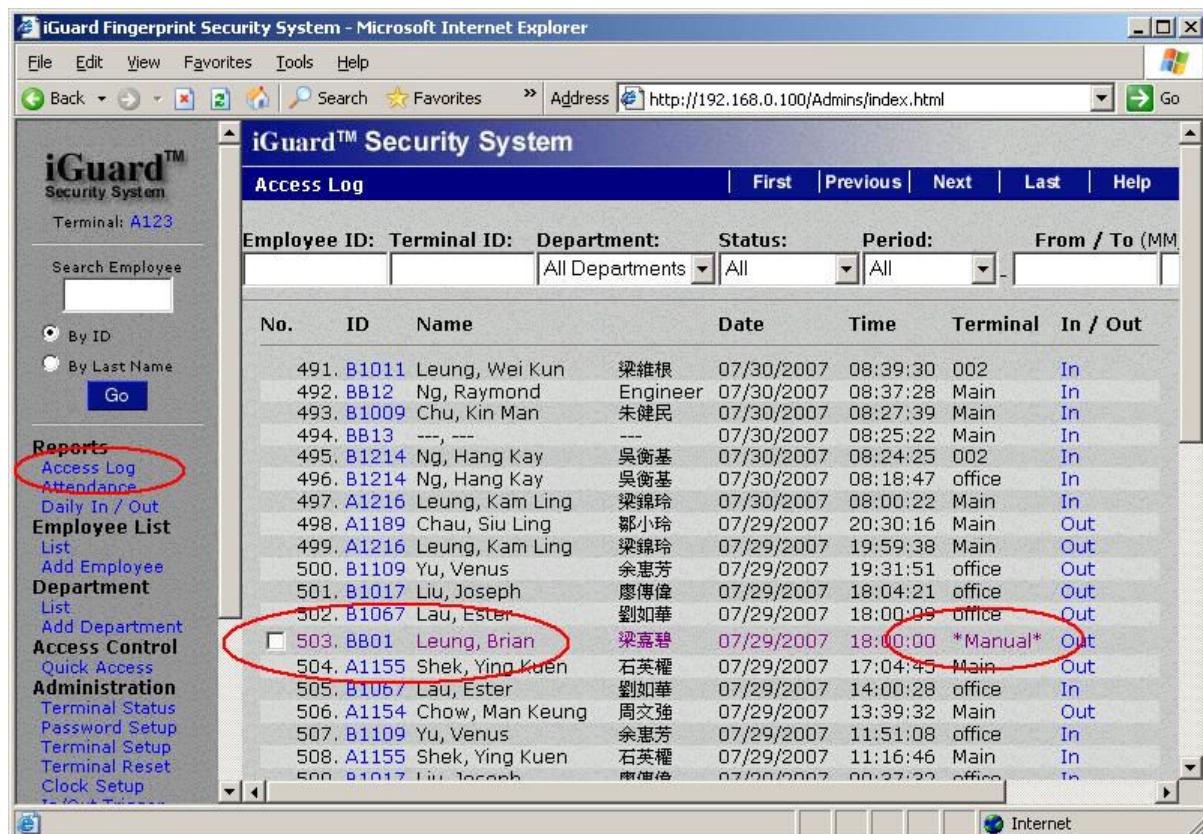 iGuard Fingerprint Security System - Microsoft Internet Explorer
File Edit View Favorites Tools Help
Back Search Favorites » Address http://192.168.0.100/Admins/index.html Go
iGuard™
Security System
Terminal: A123
Search Employee
By ID
By Last Name
Go
Reports
Access Log
Attendance
Daily In / Out
Employee List
List
Add Employee
Department
List
Add Department
Access Control
Quick Access
Administration
Terminal Status
Password Setup
Terminal Setup
Terminal Reset
Clock Setup
In/Out Trigger
iGuard™ Security System
Access Log | First | Previous | Next | Last | Help
Employee ID: Terminal ID: Department: Status: Period: From / To (MM
All Departments All All -
No. ID Name Date Time Terminal In / Out
491. B1011 Leung, Wei Kun 梁維根 07/30/2007 08:39:30 002 In
492. BB12 Ng, Raymond Engineer 07/30/2007 08:37:28 Main In
493. B1009 Chu, Kin Man 朱健民 07/30/2007 08:27:39 Main In
494. BB13 ---, --- --- 07/30/2007 08:25:22 Main In
495. B1214 Ng, Hang Kay 吳衡基 07/30/2007 08:24:25 002 In
496. B1214 Ng, Hang Kay 吳衡基 07/30/2007 08:18:47 office In
497. A1216 Leung, Kam Ling 梁錦玲 07/30/2007 08:00:22 Main In
498. A1189 Chau, Siu Ling 鄒小玲 07/29/2007 20:30:16 Main Out
499. A1216 Leung, Kam Ling 梁錦玲 07/29/2007 19:59:38 Main Out
500. B1109 Yu, Venus 余惠芳 07/29/2007 19:31:51 office Out
501. B1017 Liu, Joseph 廖傳偉 07/29/2007 18:04:21 office Out
502. B1067 Lau, Ester 劉如華 07/29/2007 18:00:09 office Out
503. BB01 Leung, Brian 梁嘉碧 07/29/2007 18:00:00 *Manual* Out
504. A1155 Shek, Ying Kuen 石英權 07/29/2007 17:04:45 Main Out
505. B1067 Lau, Ester 劉如華 07/29/2007 14:00:28 office In
506. A1154 Chow, Man Keung 周文強 07/29/2007 13:39:32 Main Out
507. B1109 Yu, Venus 余惠芳 07/29/2007 11:51:08 office In
508. A1155 Shek, Ying Kuen 石英權 07/29/2007 11:16:46 Main In
509. B1017 Liu, Joseph 廖傳偉 07/29/2007 office In
Internet